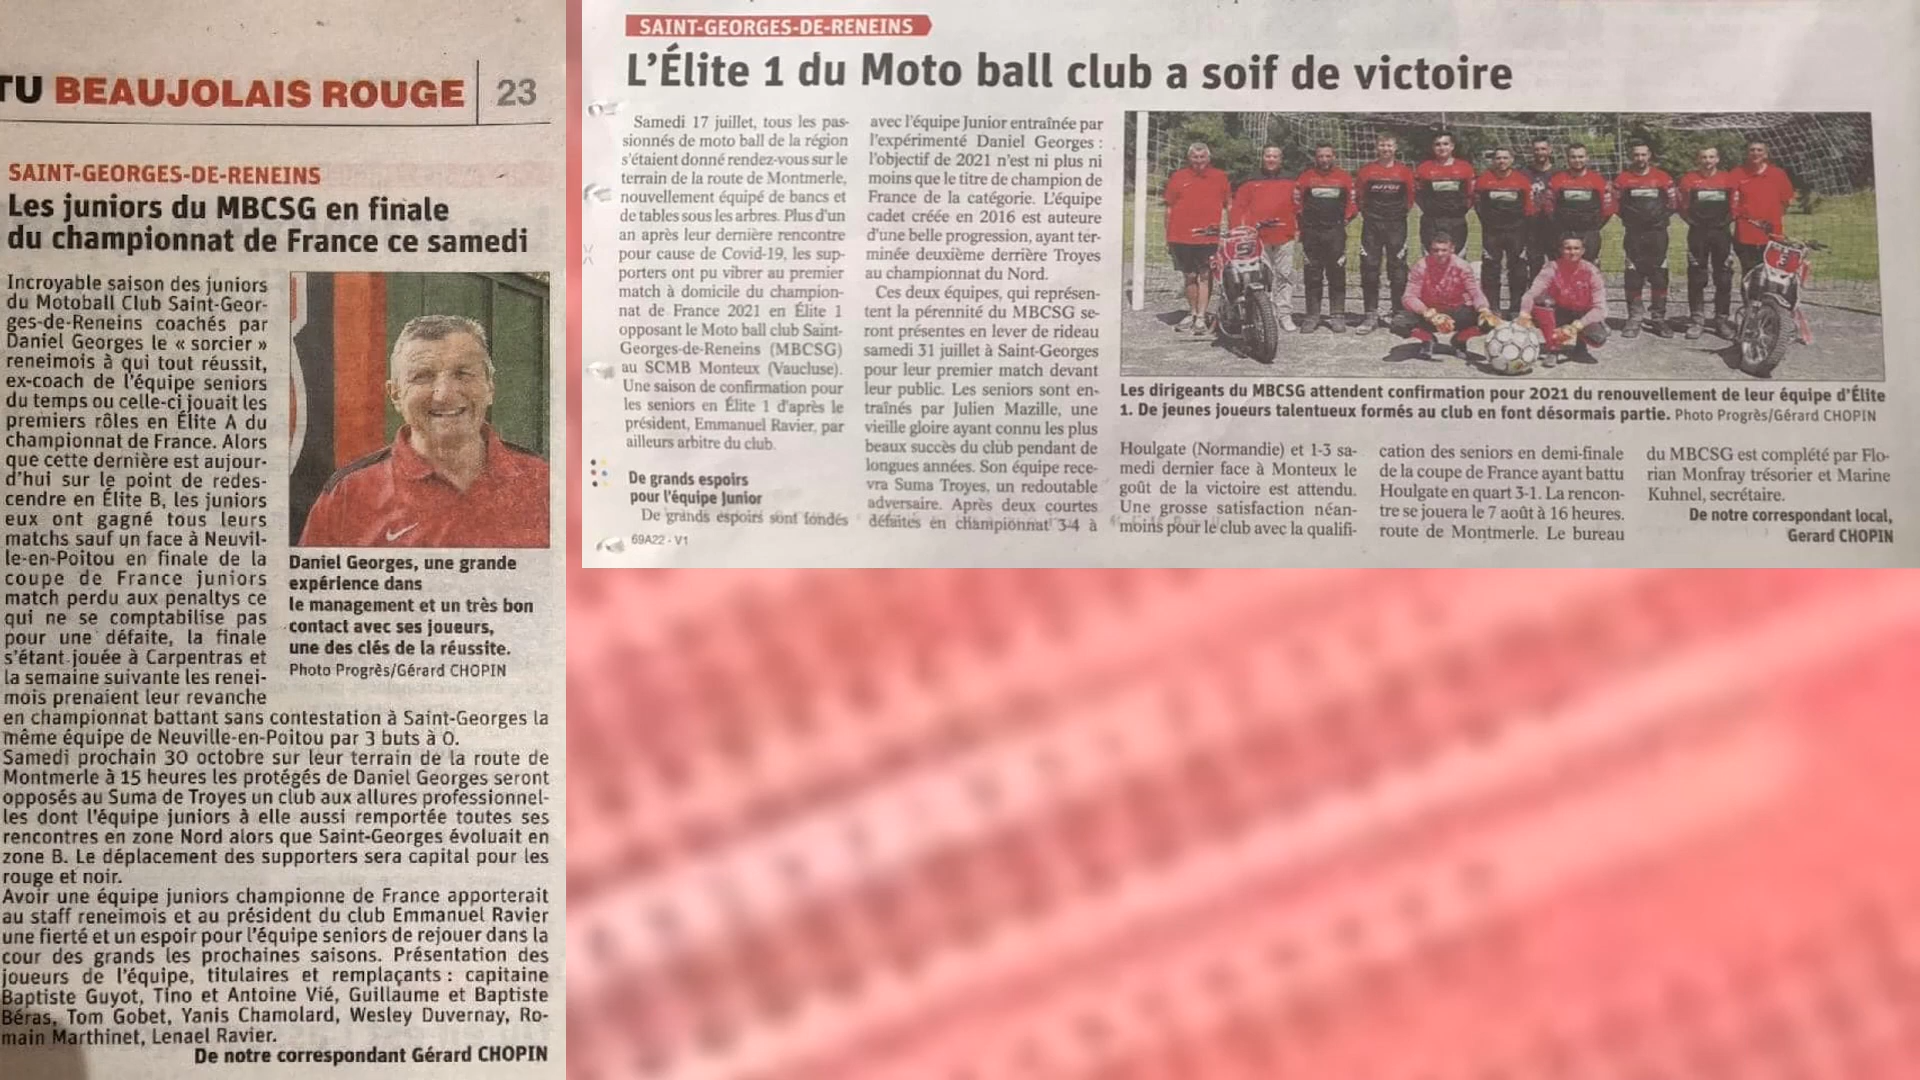 TU BEAUJOLAIS ROUGE 23
SAINT-GEORGES-DE-RENEINS
Les juniors du MBCSG en finale
du championnat de France ce samedi
Incroyable saison des juniors
du Motoball Club Saint-Geor-
ges-de-Reneins coachés par
Daniel Georges le « sorcier »
reneimois à qui tout réussit,
ex-coach de l'équipe seniors
du temps ou celle-ci jouait les
premiers rôles en Élite A du
championnat de France. Alors
que cette dernière est aujour-
d'hui sur le point de redes-
cendre en Élite B, les juniors
eux ont gagné tous leurs
matchs sauf un face à Neuvil-
le-en-Poitou en finale de la
coupe de France juniors
match perdu aux penaltys ce
qui ne se comptabilise pas
pour une défaite, la finale
s'étant jouée à Carpentras et
la semaine suivante les renei-
mois prenaient leur revanche
en championnat battant sans contestation à Saint-Georges la
même équipe de Neuville-en-Poitou par 3 buts à 0.
Samedi prochain 30 octobre sur leur terrain de la route de
Montmerle à 15 heures les protégés de Daniel Georges seront
opposés au Suma de Troyes un club aux allures professionnel-
les dont l'équipe juniors à elle aussi remportée toutes ses
rencontres en zone Nord alors que Saint-Georges évoluait en
zone B. Le déplacement des supporters sera capital pour les
rouge et noir.
Avoir une équipe juniors championne de France apporterait
au staff reneimois et au président du club Emmanuel Ravier
une fierté et un espoir pour l'équipe seniors de rejouer dans la
cour des grands les prochaines saisons. Présentation des
joueurs de l'équipe, titulaires et remplaçants : capitaine
Baptiste Guyot, Tino et Antoine Vié, Guillaume et Baptiste
Béras, Tom Gobet, Yanis Chamolard, Wesley Duvernay, Ro-
main Marthinet, Lenael Ravier.
De notre correspondant Gérard CHOPIN
Daniel Georges, une grande
expérience dans
le management et un très bon
contact avec ses joueurs,
une des clés de la réussite.
Photo Progrès/Gérard CHOPIN
SAINT-GEORGES-DE-RENEINS
L'Élite 1 du Moto ball club a soif de victoire
Samedi 17 juillet, tous les pas-
sionnés de moto ball de la région
s'étaient donné rendez-vous sur le
terrain de la route de Montmerle,
nouvellement équipé de bancs et
de tables sous les arbres. Plus d'un
an après leur dernière rencontre
pour cause de Covid-19, les sup-
porters ont pu vibrer au premier
match à domicile du champion-
nat de France 2021 en Élite 1
opposant le Moto ball club Saint-
Georges-de-Reneins (MBCSG)
au SCMB Monteux (Vaucluse).
Une saison de confirmation pour
les seniors en Élite 1 d'après le
président, Emmanuel Ravier, par
ailleurs arbitre du club.
De grands espoirs
pour l'équipe Junior
De grands espoirs sont fondés
69A22 - V1
avec l'équipe Junior entraînée par
l'expérimenté Daniel Georges :
l'objectif de 2021 n'est ni plus ni
moins que le titre de champion de
France de la catégorie. L'équipe
cadet créée en 2016 est auteure
d'une belle progression, ayant ter-
minée deuxième derrière Troyes
au championnat du Nord.
Ces deux équipes, qui représen-
tent la pérennité du MBCSG se-
ront présentes en lever de rideau
samedi 31 juillet à Saint-Georges
pour leur premier match devant
leur public. Les seniors sont en-
traînés par Julien Mazille, une
vieille gloire ayant connu les plus
beaux succès du club pendant de
longues années. Son équipe rece-
vra Suma Troyes, un redoutable
adversaire. Après deux courtes
défaites en championnat 3-4 à
Les dirigeants du MBCSG attendent confirmation pour 2021 du renouvellement de leur équipe d'Élite
1. De jeunes joueurs talentueux formés au club en font désormais partie. Photo Progrès/Gérard CHOPIN
Houlgate (Normandie) et 1-3 sa-
medi dernier face à Monteux le
goût de la victoire est attendu.
Une grosse satisfaction néan-
moins pour le club avec la qualifi-
cation des seniors en demi-finale
de la coupe de France ayant battu
Houlgate en quart 3-1. La rencon-
tre se jouera le 7 août à 16 heures.
route de Montmerle. Le bureau
du MBCSG est complété par Flo-
rian Monfray trésorier et Marine
Kuhnel, secrétaire.
De notre correspondant local,
Gerard CHOPIN